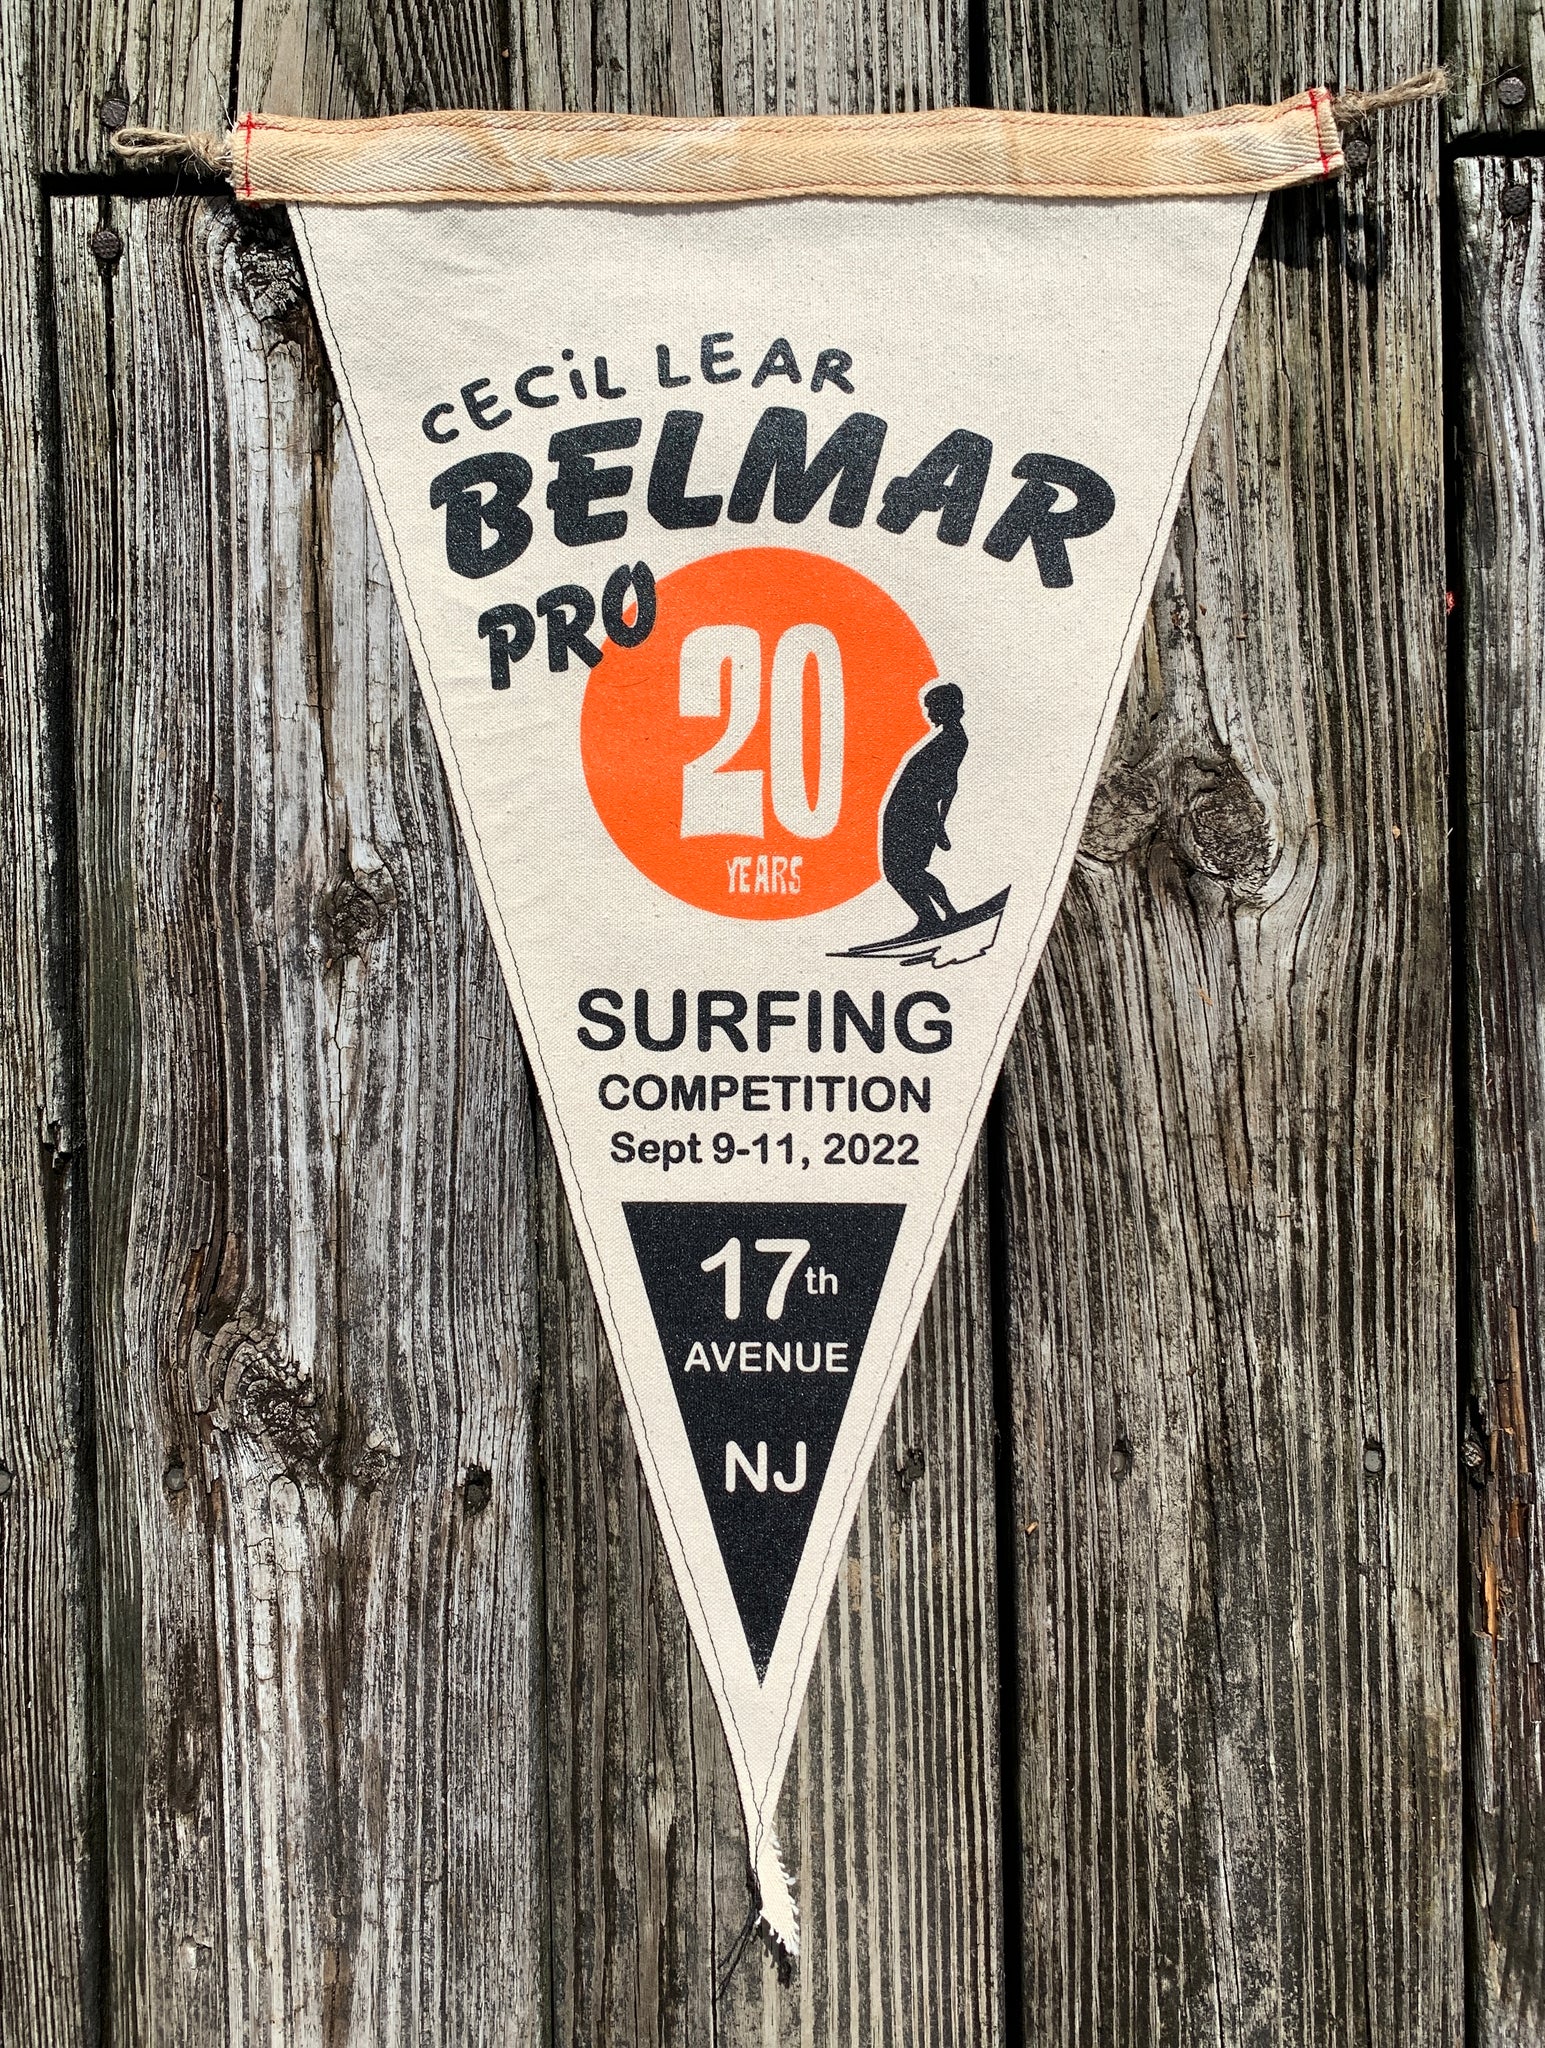 CECiL LEAR
BELMAR
PRO
20
YEARS
SURFING
COMPETITION
Sept 9-11, 2022
17th
AVENUE
NJ